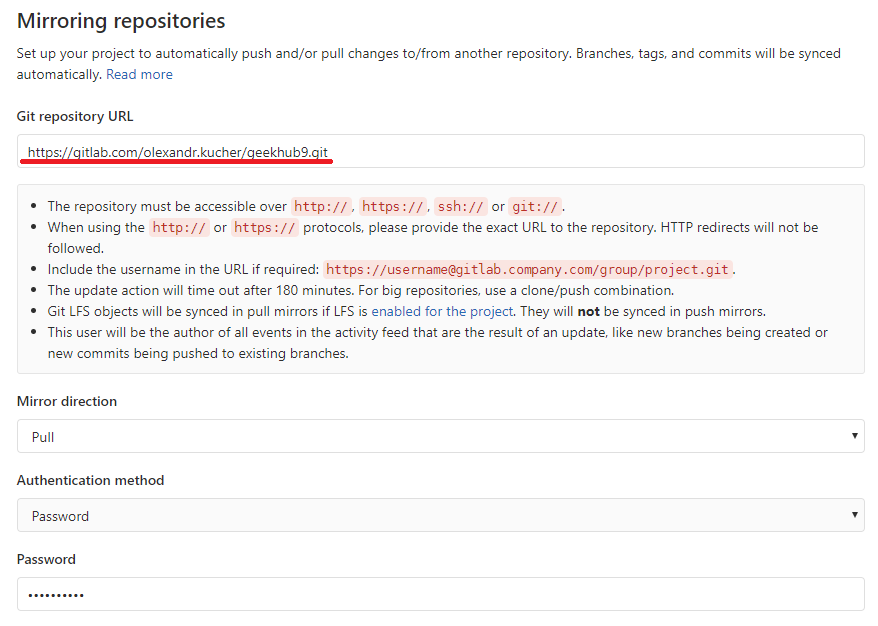 Mirroring repositories
Set up your project to automatically push and/or pull changes to/from another repository. Branches, tags, and commits will be synced
automatically. Read more
Git repository URL
https://gitlab.com/olexandr.kucher/geekhub9.git
• The repository must be accessible over http://, https://, ssh:// or git://.
• When using the http:// or https:// protocols, please provide the exact URL to the repository. HTTP redirects will not be
followed.
• Include the username in the URL if required: https://username@gitlab.company.com/group/project.git.
• The update action will time out after 180 minutes. For big repositories, use a clone/push combination.
• Git LFS objects will be synced in pull mirrors if LFS is enabled for the project. They will not be synced in push mirrors.
• This user will be the author of all events in the activity feed that are the result of an update, like new branches being created or
new commits being pushed to existing branches.
Mirror direction
Pull
Authentication method
Password
Password
••••••••••